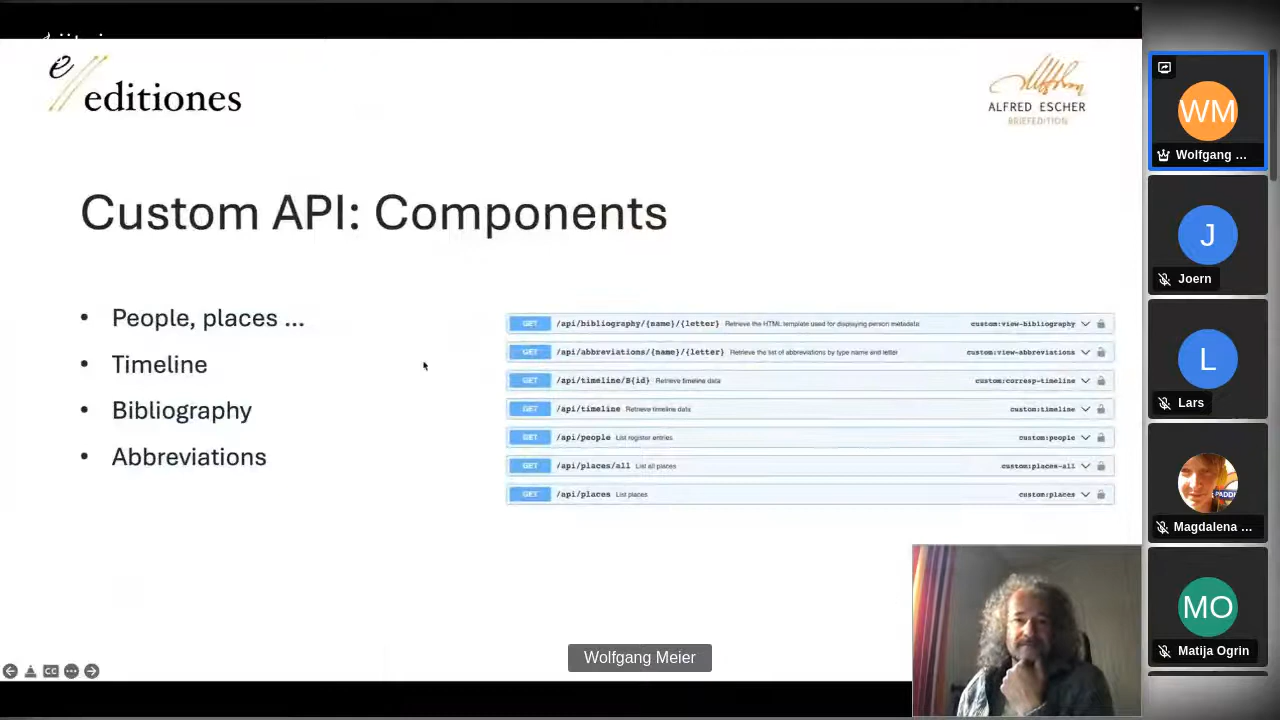 e
editiones
ALFRED ESCHER
BRIEFEDITION
Custom API: Components
• People, places ...
• Timeline
• Bibliography
• Abbreviations
GET /api/bibliography/{name}/{letter} Retrieve the HTML template used for displaying person metadata custom:view-bibliography
GET /api/abbreviations/{name}/{letter} Retrieve the list of abbreviations by type name and letter custom:view-abbreviations
GET /api/timeline/B{id} Retrieve timeline data custom:corresp-timeline
GET /api/timeline Retrieve timeline data custom:timeline
GET /api/people List register entries custom:people
GET /api/places/all List all places custom:places-all
GET /api/places List places custom:places
CC
Wolfgang Meier
WM
Wolfgang ...
J
Joern
L
Lars
PADDI
Magdalena ...
MO
Matija Ogrin